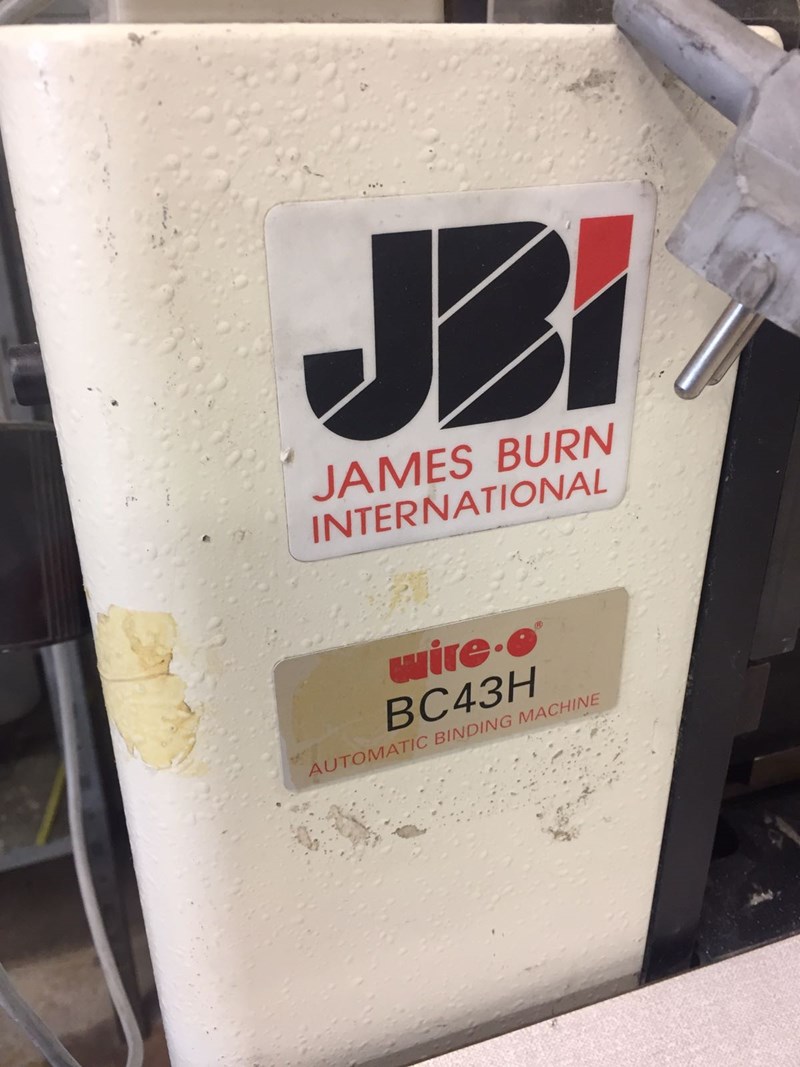 JBI
JAMES BURN
INTERNATIONAL
wire-o®
BC43H
AUTOMATIC BINDING MACHINE